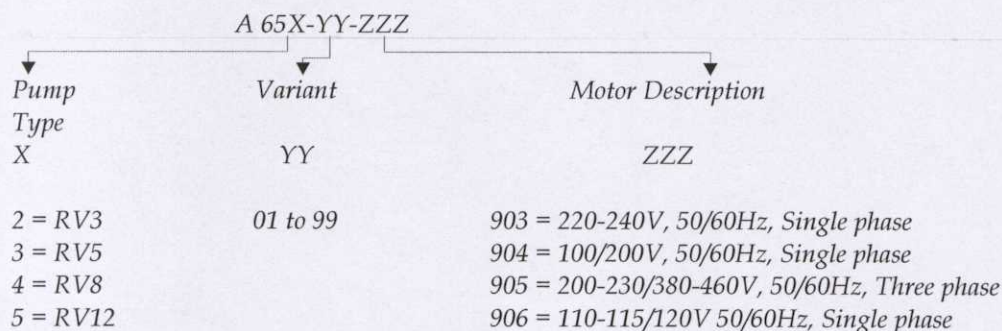 A 65X-YY-ZZZ
Pump Variant Motor Description
Type
X YY ZZZ
2 = RV3 01 to 99 903 = 220-240V, 50/60Hz, Single phase
3 = RV5 904 = 100/200V, 50/60Hz, Single phase
4 = RV8 905 = 200-230/380-460V, 50/60Hz, Three phase
5 = RV12 906 = 110-115/120V 50/60Hz, Single phase